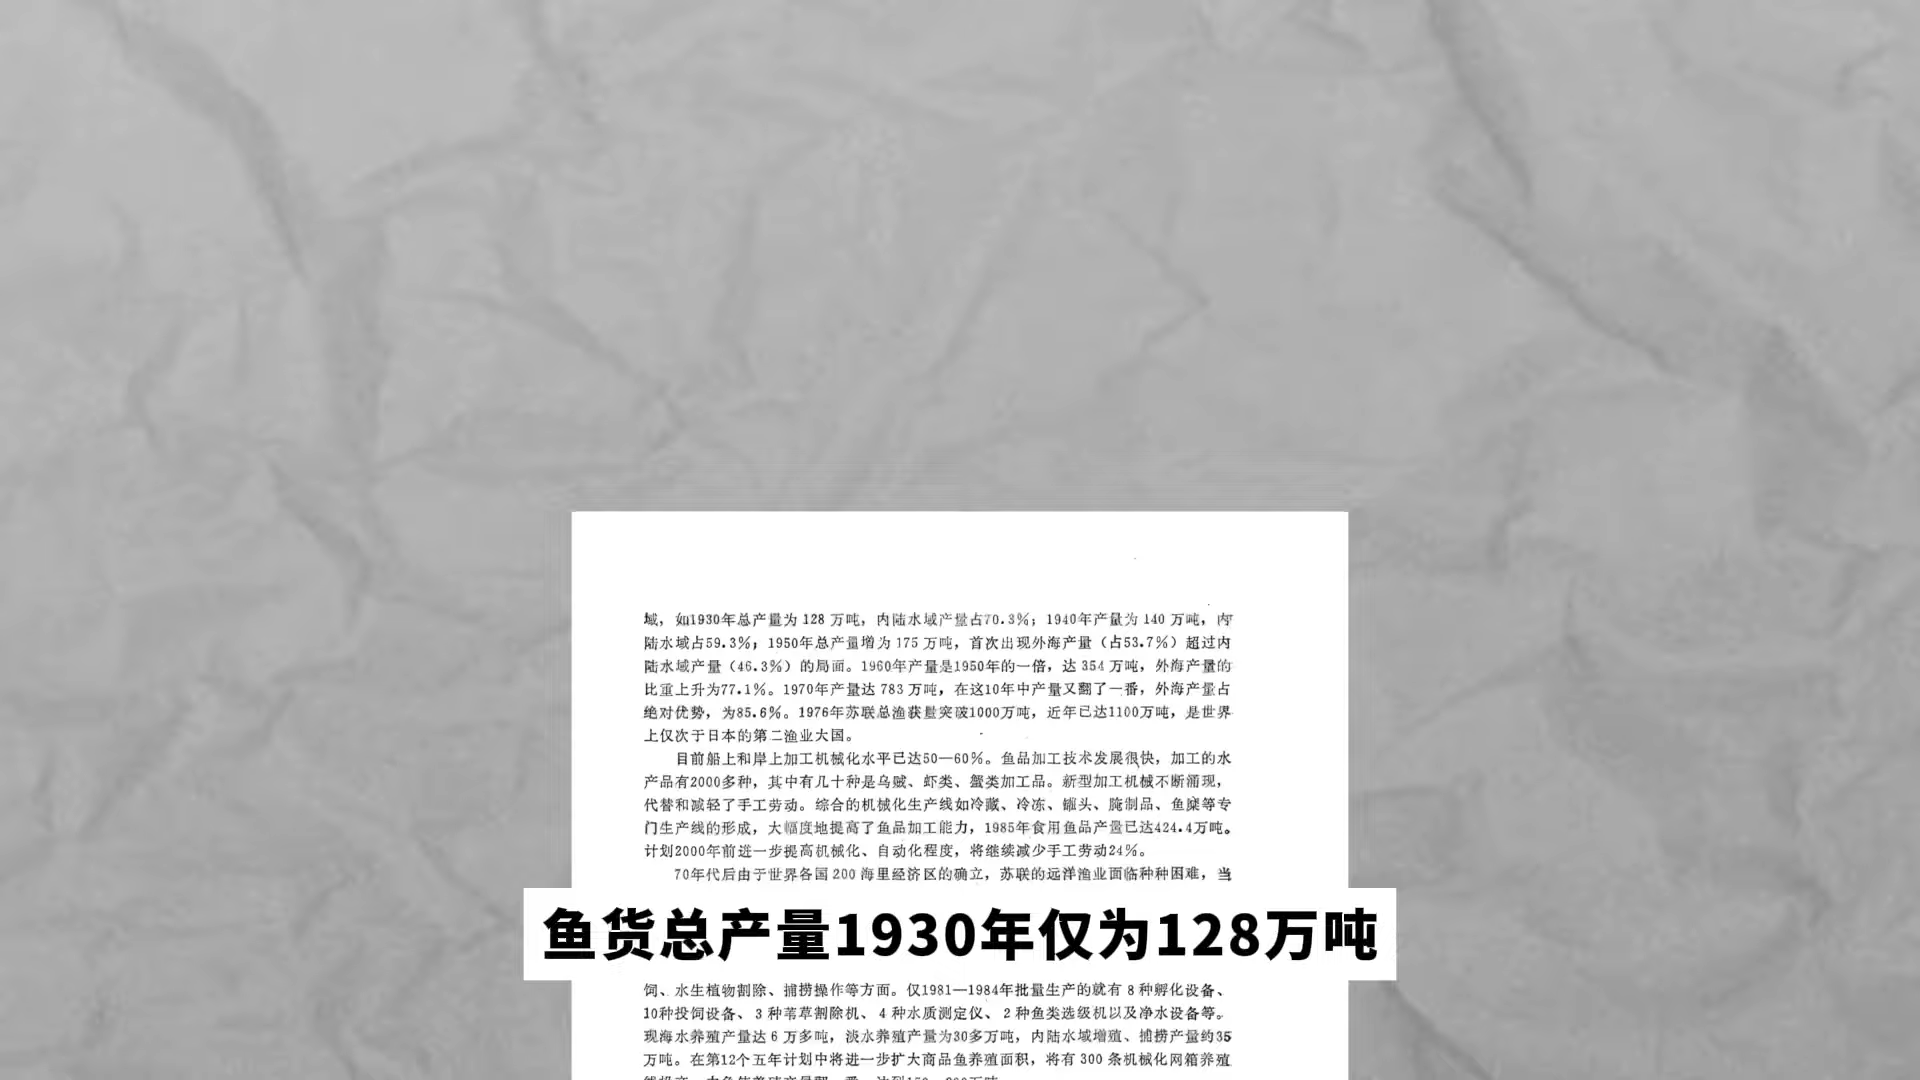 域，如1930年总产量为 128 万吨，内陆水域产量占70.3%；1940年产量为 140 万吨，内
陆水域占59.3%；1950年总产量增为 175 万吨，首次出现外海产量（占53.7%）超过内
陆水域产量（46.3%）的局面。1960年产量是1950年的一倍，达 354 万吨，外海产量的
比重上升为77.1%。1970年产量达 783 万吨，在这10年中产量又翻了一番，外海产量占
绝对优势，为85.6%。1976年苏联总渔获量突破1000万吨，近年已达1100万吨，是世界
上仅次于日本的第二渔业大国。
目前船上和岸上加工机械化水平已达50—60%。鱼品加工技术发展很快，加工的水
产品有2000多种，其中有几十种是乌贼、虾类、蟹类加工品。新型加工机械不断涌现，
代替和减轻了手工劳动。综合的机械化生产线如冷藏、冷冻、罐头、腌制品、鱼糜等专
门生产线的形成，大幅度地提高了鱼品加工能力，1985年食用鱼品产量已达424.4万吨。
计划2000年前进一步提高机械化、自动化程度，将继续减少手工劳动24%。
70年代后由于世界各国 200 海里经济区的确立，苏联的远洋渔业面临种种困难，当
鱼货总产量1930年仅为128万吨
饲、水生植物割除、捕捞操作等方面。仅1981—1984年批量生产的就有 8 种孵化设备、
10种投饲设备、3 种苇草割除机、4 种水质测定仪、2 种鱼类选级机以及净水设备等。
现海水养殖产量达 6 万多吨，淡水养殖产量为30多万吨，内陆水域增殖、捕捞产量约35
万吨。在第12个五年计划中将进一步扩大商品鱼养殖面积，将有 300 条机械化网箱养殖